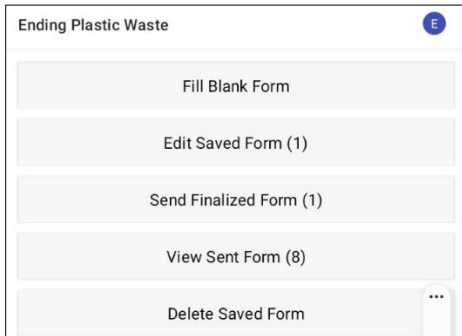 Ending Plastic Waste
E
Fill Blank Form
Edit Saved Form (1)
Send Finalized Form (1)
View Sent Form (8)
Delete Saved Form